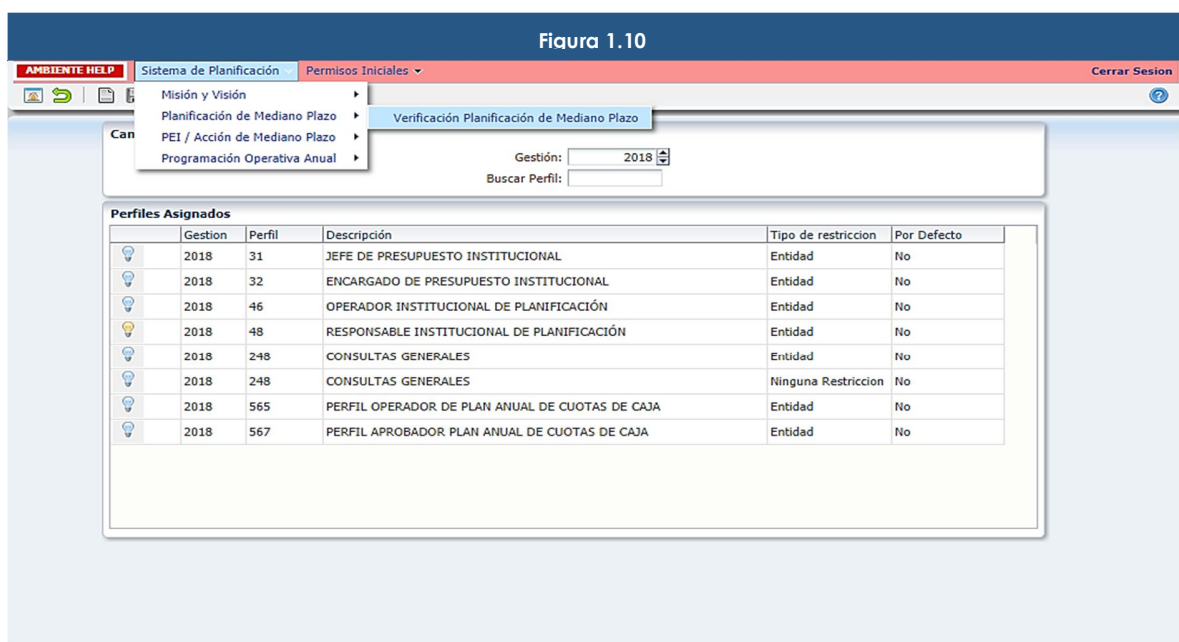 Figura 1.10
AMBIENTE HELP Sistema de Planificación Permisos Iniciales Cerrar Sesion
Misión y Visión
Planificación de Mediano Plazo Verificación Planificación de Mediano Plazo
PEI / Acción de Mediano Plazo
Programación Operativa Anual
Can
Gestión: 2018
Buscar Perfil:
Perfiles Asignados
Gestion Perfil Descripción Tipo de restriccion Por Defecto
2018 31 JEFE DE PRESUPUESTO INSTITUCIONAL Entidad No
2018 32 ENCARGADO DE PRESUPUESTO INSTITUCIONAL Entidad No
2018 46 OPERADOR INSTITUCIONAL DE PLANIFICACIÓN Entidad No
2018 48 RESPONSABLE INSTITUCIONAL DE PLANIFICACIÓN Entidad No
2018 248 CONSULTAS GENERALES Entidad No
2018 248 CONSULTAS GENERALES Ninguna Restriccion No
2018 565 PERFIL OPERADOR DE PLAN ANUAL DE CUOTAS DE CAJA Entidad No
2018 567 PERFIL APROBADOR PLAN ANUAL DE CUOTAS DE CAJA Entidad No